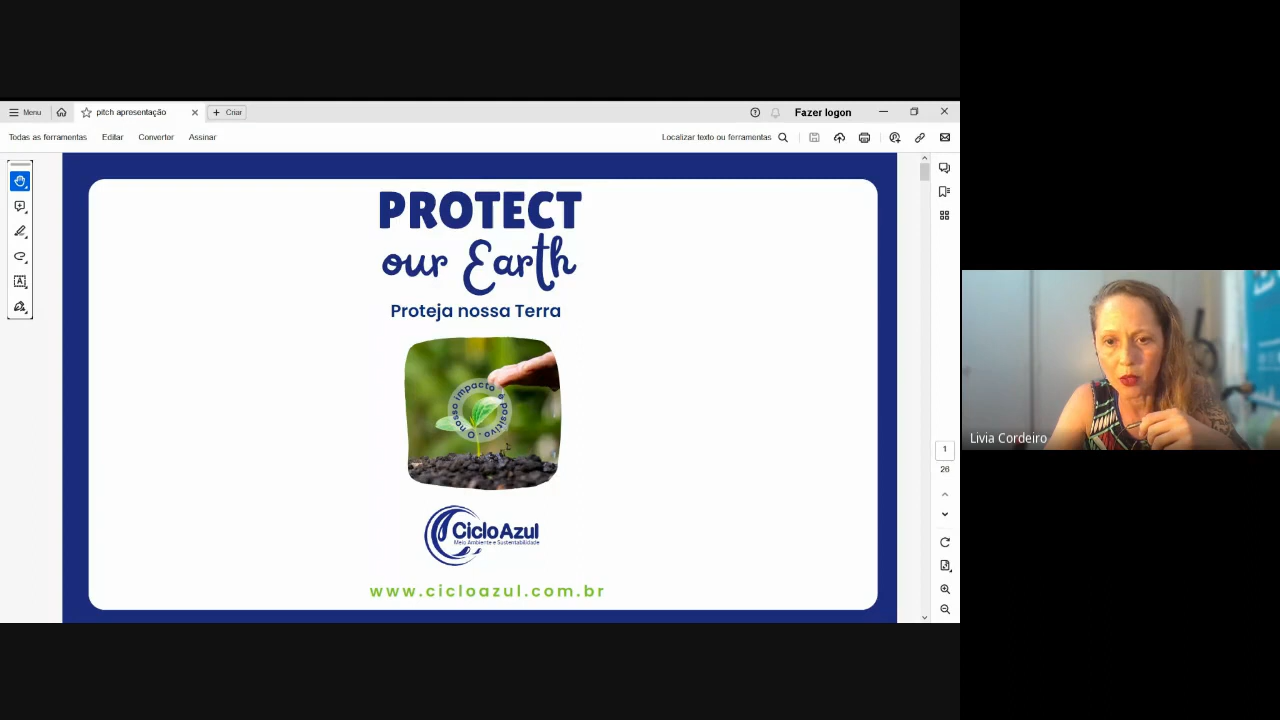 Menu
pitch apresentação
Criar
Fazer logon
Todas as ferramentas
Editar
Converter
Assinar
Localizar texto ou ferramentas
PROTECT
our Earth
Proteja nossa Terra
O nosso impacto é positivo
CicloAzul
Meio Ambiente e Sustentabilidade
www.cicloazul.com.br
1
26
Livia Cordeiro